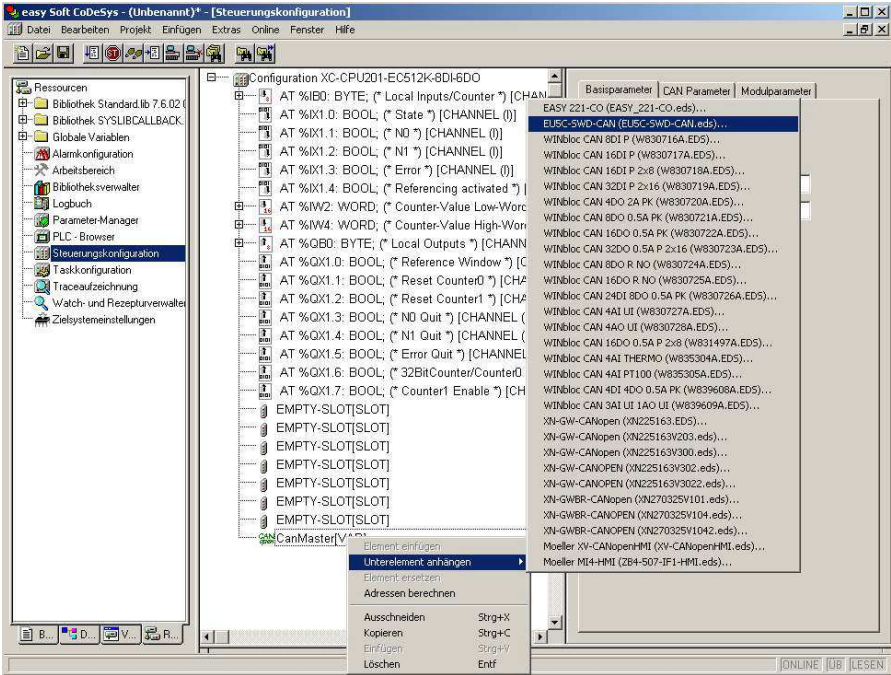 easy Soft CoDeSys - (Unbenannt)* - [Steuerungskonfiguration]
Datei Bearbeiten Projekt Einfügen Extras Online Fenster Hilfe
Ressourcen
Bibliothek Standard.lib 7.6.02 (
Bibliothek SYSLIBCALLBACK.
Globale Variablen
Alarmkonfiguration
Arbeitsbereich
Bibliotheksverwalter
Logbuch
Parameter-Manager
PLC - Browser
Steuerungskonfiguration
Taskkonfiguration
Traceaufzeichnung
Watch- und Rezepturverwalter
Zielsystemeinstellungen
B... D... V... R...
Configuration XC-CPU201-EC512K-8DI-6DO
AT %IB0: BYTE; (* Local Inputs/Counter *) [CHAN
AT %IX1.0: BOOL; (* State *) [CHANNEL (I)]
AT %IX1.1: BOOL; (* N0 *) [CHANNEL (I)]
AT %IX1.2: BOOL; (* N1 *) [CHANNEL (I)]
AT %IX1.3: BOOL; (* Error *) [CHANNEL (I)]
AT %IX1.4: BOOL; (* Referencing activated *) [
AT %IW2: WORD; (* Counter-Value Low-Word
AT %IW4: WORD; (* Counter-Value High-Word
AT %QB0: BYTE; (* Local Outputs *) [CHANN
AT %QX1.0: BOOL; (* Reference Window *) [C
AT %QX4.1: BOOL; (* Reset Counter0 *) [CHA
AT %QX1.2: BOOL; (* Reset Counter1 *) [CHA
AT %QX1.3: BOOL; (* N0 Quit *) [CHANNEL (
AT %QX1.4: BOOL; (* N1 Quit *) [CHANNEL (
AT %QX1.5: BOOL; (* Error Quit *) [CHANNEL
AT %QX1.6: BOOL; (* 32BitCounter/Counter0
AT %QX1.7: BOOL; (* Counter1 Enable *) [CH
EMPTY-SLOT[SLOT]
EMPTY-SLOT[SLOT]
EMPTY-SLOT[SLOT]
EMPTY-SLOT[SLOT]
EMPTY-SLOT[SLOT]
EMPTY-SLOT[SLOT]
EMPTY-SLOT[SLOT]
CanMaster[VAR]
Element einfügen
Unterelement anhängen
Element ersetzen
Adressen berechnen
Ausschneiden Strg+X
Kopieren Strg+C
Einfügen Strg+V
Löschen Entf
Basisparameter CAN Parameter Modulparameter
EASY 221-CO (EASY_221-CO.eds)...
EU5C-SWD-CAN (EU5C-SWD-CAN.eds)...
WINbloc CAN 8DI P (W830716A.EDS)...
WINbloc CAN 16DI P (W830717A.EDS)...
WINbloc CAN 16DI P 2x8 (W830718A.EDS)...
WINbloc CAN 32DI P 2x16 (W830719A.EDS)...
WINbloc CAN 4DO 2A PK (W830720A.EDS)...
WINbloc CAN 8DO 0.5A PK (W830721A.EDS)...
WINbloc CAN 16DO 0.5A PK (W830722A.EDS)...
WINbloc CAN 32DO 0.5A P 2x16 (W830723A.EDS)...
WINbloc CAN 8DO R NO (W830724A.EDS)...
WINbloc CAN 16DO R NO (W830725A.EDS)...
WINbloc CAN 24DI 8DO 0.5A PK (W830726A.EDS)...
WINbloc CAN 4AI UI (W830727A.EDS)...
WINbloc CAN 4AO UI (W830728A.EDS)...
WINbloc CAN 16DO 0.5A P 2x8 (W831497A.EDS)...
WINbloc CAN 4AI THERMO (W835304A.EDS)...
WINbloc CAN 4AI PT100 (W835305A.EDS)...
WINbloc CAN 4DI 4DO 0.5A PK (W839608A.EDS)...
WINbloc CAN 3AI UI 1AO UI (W839609A.EDS)...
XN-GW-CANopen (XN225163.EDS)...
XN-GW-CANopen (XN225163V203.eds)...
XN-GW-CANopen (XN225163V300.eds)...
XN-GW-CANOPEN (XN225163V302.eds)...
XN-GW-CANOPEN (XN225163V3022.eds)...
XN-GWBR-CANopen (XN270325V101.eds)...
XN-GWBR-CANOPEN (XN270325V104.eds)...
XN-GWBR-CANOPEN (XN270325V1042.eds)...
Moeller XV-CANopenHMI (XV-CANopenHMI.eds)...
Moeller MI4-HMI (ZB4-507-IF1-HMI.eds)...
ONLINE ÜB LESEN